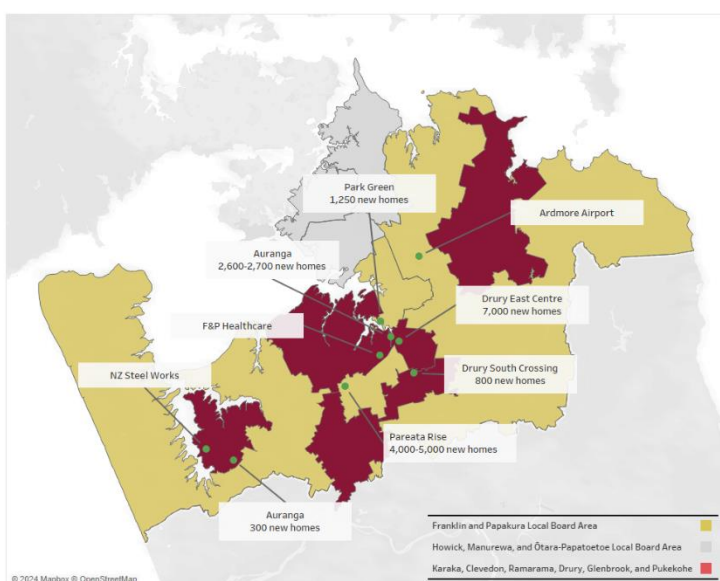 Park Green
1,250 new homes
Ardmore Airport
Auranga
2,600-2,700 new homes
Drury East Centre
7,000 new homes
F&P Healthcare
NZ Steel Works
Drury South Crossing
800 new homes
Pareata Rise
4,000-5,000 new homes
Auranga
300 new homes
Franklin and Papakura Local Board Area
Howick, Manurewa, and Ōtara-Papatoetoe Local Board Area
Karaka, Clevedon, Ramarama, Drury, Glenbrook, and Pukekohe
© 2024 Mapbox © OpenStreetMap